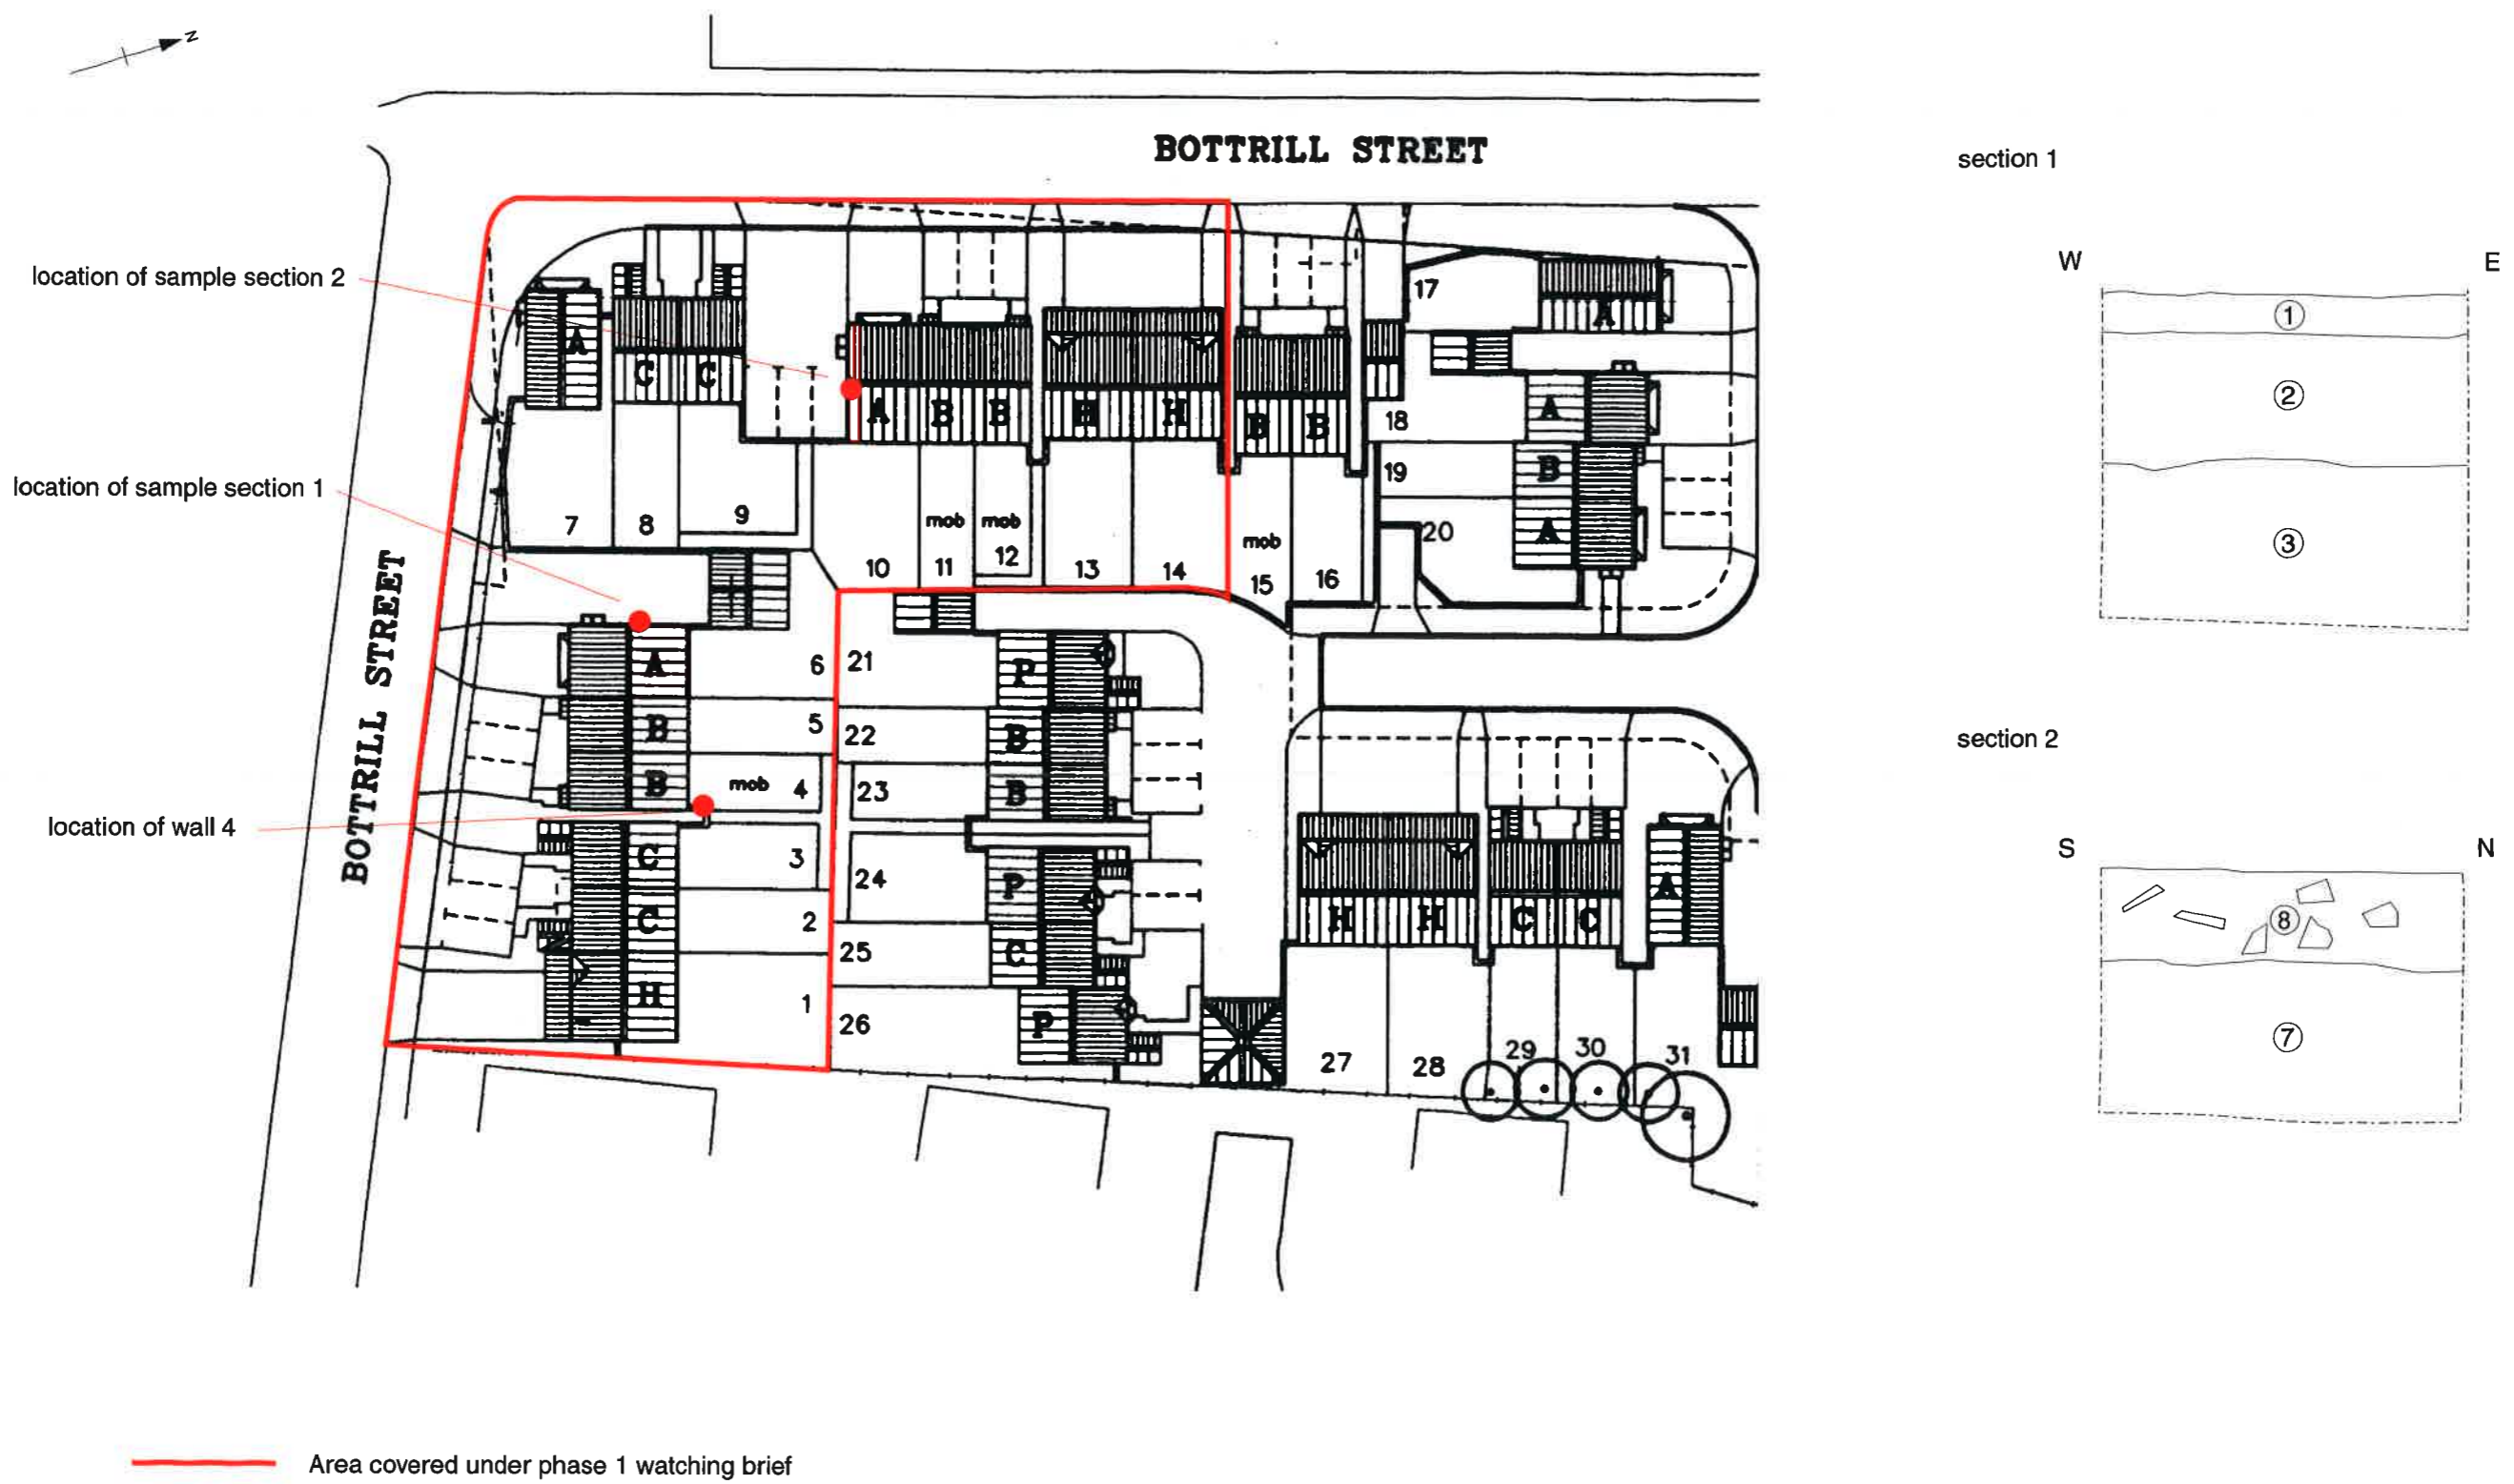 N
BOTTRILL STREET
section 1
location of sample section 2
W
E
1
2
3
17
A
A
C
C
A
B
B
H
H
B
B
18
A
19
B
20
A
location of sample section 1
7
8
9
mob
mob
10
11
12
13
14
mob
15
16
BOTTRILL STREET
A
6
21
P
B
5
22
B
section 2
B
mob
4
23
B
location of wall 4
C
3
24
P
C
2
25
C
H
1
26
P
H
H
C
C
A
27
28
29
30
31
S
N
8
7
Area covered under phase 1 watching brief